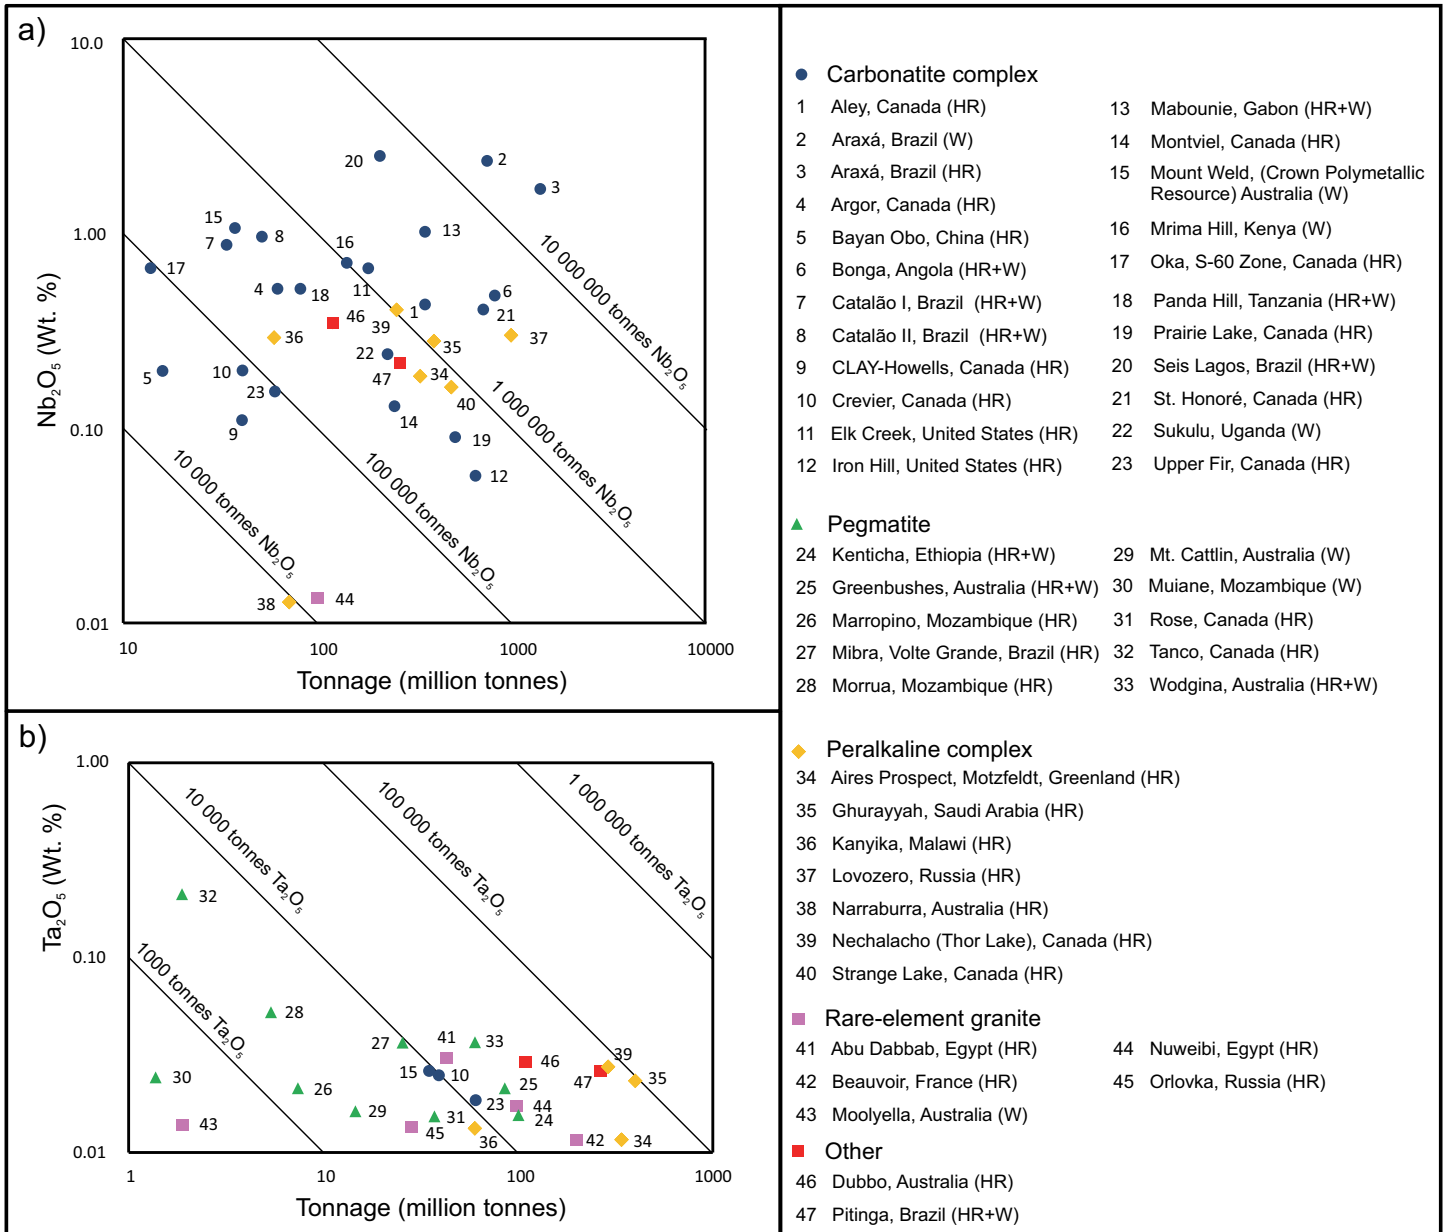 a)
10.0
1.00
0.10
0.01
Nb₂O₅ (Wt. %)
10
100
1000
10000
Tonnage (million tonnes)
10 000 000 tonnes Nb₂O₅
1 000 000 tonnes Nb₂O₅
100 000 tonnes Nb₂O₅
10 000 tonnes Nb₂O₅
20
2
3
15
7
8
13
16
17
11
4
18
6
1
21
46
39
36
35
37
22
47
34
5
10
23
40
14
9
19
12
38
44
b)
1.00
0.10
0.01
Ta₂O₅ (Wt. %)
1
10
100
1000
Tonnage (million tonnes)
10 000 tonnes Ta₂O₅
100 000 tonnes Ta₂O₅
1 000 000 tonnes Ta₂O₅
1000 tonnes Ta₂O₅
32
28
27
41
33
46
39
47
35
15
10
30
26
25
23
44
29
31
24
43
45
36
42
34
Carbonatite complex
1 Aley, Canada (HR)
2 Araxá, Brazil (W)
3 Araxá, Brazil (HR)
4 Argor, Canada (HR)
5 Bayan Obo, China (HR)
6 Bonga, Angola (HR+W)
7 Catalão I, Brazil (HR+W)
8 Catalão II, Brazil (HR+W)
9 CLAY-Howells, Canada (HR)
10 Crevier, Canada (HR)
11 Elk Creek, United States (HR)
12 Iron Hill, United States (HR)
13 Mabounie, Gabon (HR+W)
14 Montviel, Canada (HR)
15 Mount Weld, (Crown Polymetallic
Resource) Australia (W)
16 Mrima Hill, Kenya (W)
17 Oka, S-60 Zone, Canada (HR)
18 Panda Hill, Tanzania (HR+W)
19 Prairie Lake, Canada (HR)
20 Seis Lagos, Brazil (HR+W)
21 St. Honoré, Canada (HR)
22 Sukulu, Uganda (W)
23 Upper Fir, Canada (HR)
Pegmatite
24 Kenticha, Ethiopia (HR+W)
25 Greenbushes, Australia (HR+W)
26 Marropino, Mozambique (HR)
27 Mibra, Volte Grande, Brazil (HR)
28 Morrua, Mozambique (HR)
29 Mt. Cattlin, Australia (W)
30 Muiane, Mozambique (W)
31 Rose, Canada (HR)
32 Tanco, Canada (HR)
33 Wodgina, Australia (HR+W)
Peralkaline complex
34 Aires Prospect, Motzfeldt, Greenland (HR)
35 Ghurayyah, Saudi Arabia (HR)
36 Kanyika, Malawi (HR)
37 Lovozero, Russia (HR)
38 Narraburra, Australia (HR)
39 Nechalacho (Thor Lake), Canada (HR)
40 Strange Lake, Canada (HR)
Rare-element granite
41 Abu Dabbab, Egypt (HR)
42 Beauvoir, France (HR)
43 Moolyella, Australia (W)
44 Nuweibi, Egypt (HR)
45 Orlovka, Russia (HR)
Other
46 Dubbo, Australia (HR)
47 Pitinga, Brazil (HR+W)